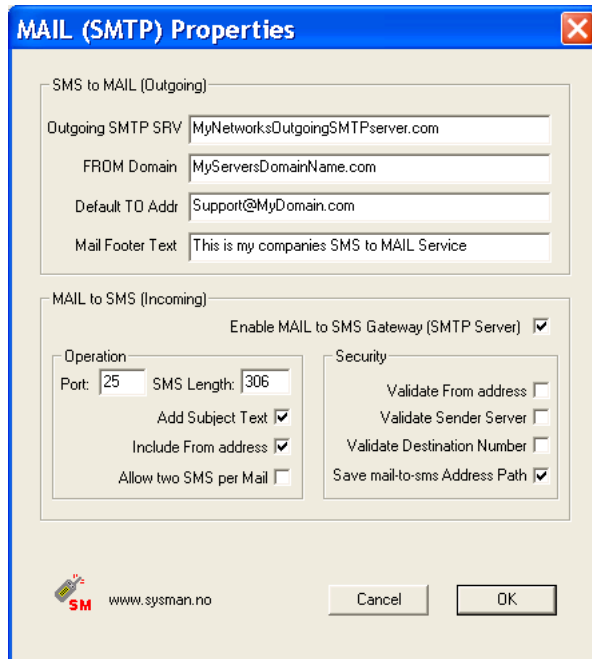 MAIL (SMTP) Properties
SMS to MAIL (Outgoing)
Outgoing SMTP SRV MyNetworksOutgoingSMTPserver.com
FROM Domain MyServersDomainName.com
Default TO Addr Support@MyDomain.com
Mail Footer Text This is my companies SMS to MAIL Service
MAIL to SMS (Incoming)
Enable MAIL to SMS Gateway (SMTP Server)
Operation
Port: 25 SMS Length: 306
Add Subject Text
Include From address
Allow two SMS per Mail
Security
Validate From address
Validate Sender Server
Validate Destination Number
Save mail-to-sms Address Path
SM www.sysman.no
Cancel OK